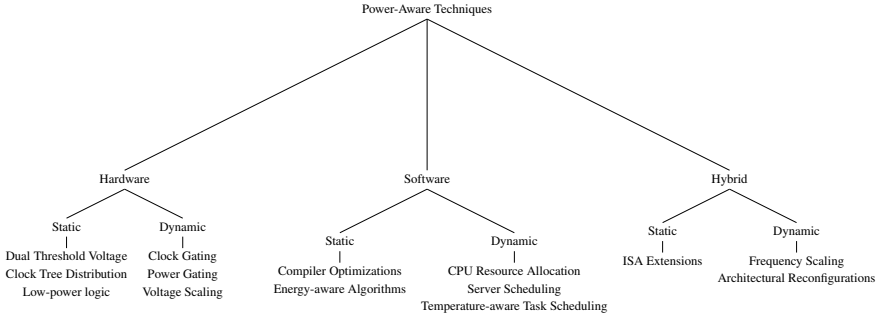 Power-Aware Techniques
Hardware
Software
Hybrid
Static
Dynamic
Static
Dynamic
Static
Dynamic
Dual Threshold Voltage
Clock Tree Distribution
Low-power logic
Clock Gating
Power Gating
Voltage Scaling
Compiler Optimizations
Energy-aware Algorithms
CPU Resource Allocation
Server Scheduling
Temperature-aware Task Scheduling
ISA Extensions
Frequency Scaling
Architectural Reconfigurations